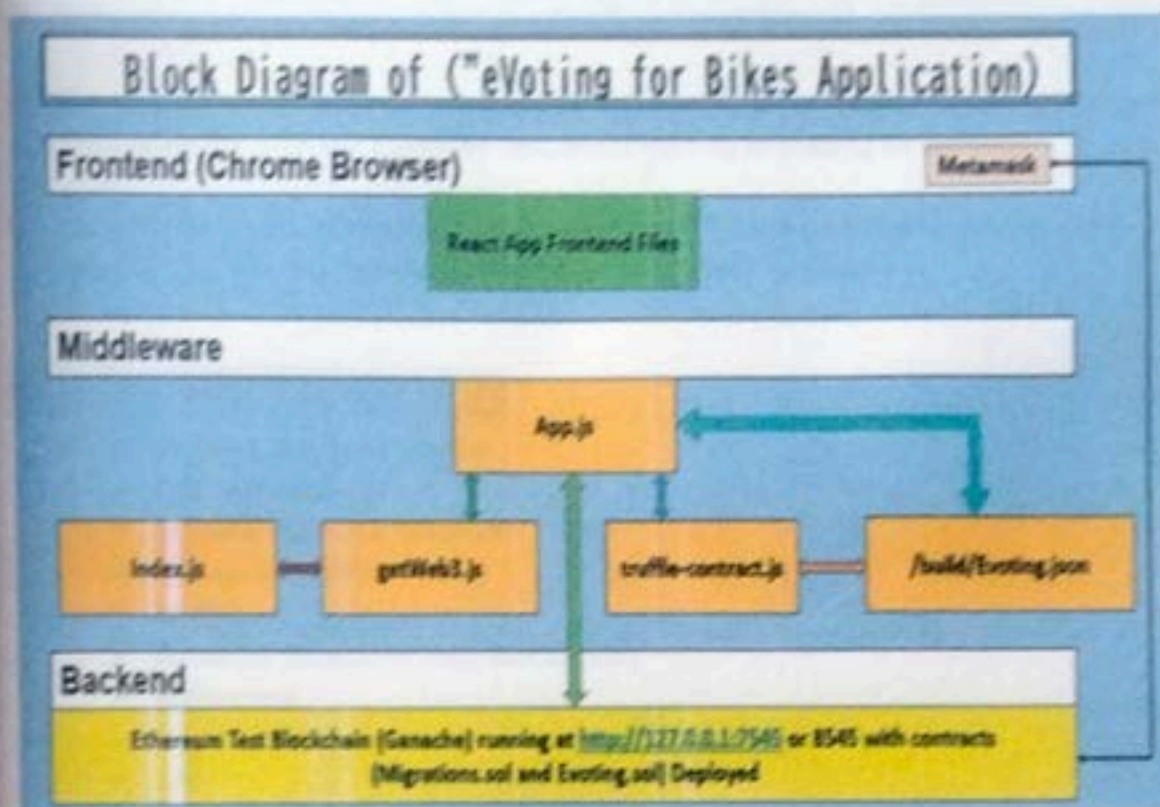 Block Diagram of ("eVoting for Bikes Application)
Frontend (Chrome Browser)
Metamask
React App Frontend Files
Middleware
App.js
Index.js
getWeb3.js
truffle-contract.js
/build/Evoting.json
Backend
Ethereum Test Blockchain (Ganache) running at http://127.0.0.1:7545 or 8545 with contracts
(Migrations.sol and Evoting.sol) Deployed